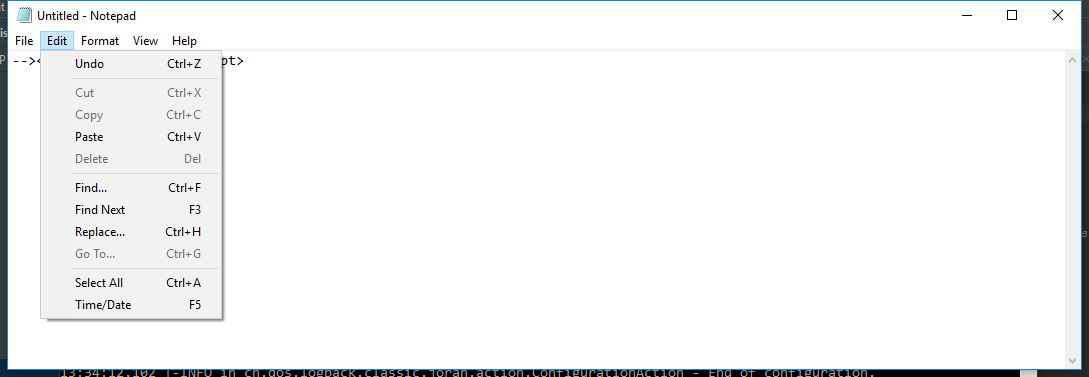 Untitled - Notepad
File Edit Format View Help
--><
pt>
Undo Ctrl+Z
Cut Ctrl+X
Copy Ctrl+C
Paste Ctrl+V
Delete Del
Find... Ctrl+F
Find Next F3
Replace... Ctrl+H
Go To... Ctrl+G
Select All Ctrl+A
Time/Date F5
13:34:12,102 |-INFO in ch.qos.logback.classic.joran.action.ConfigurationAction - End of configuration.